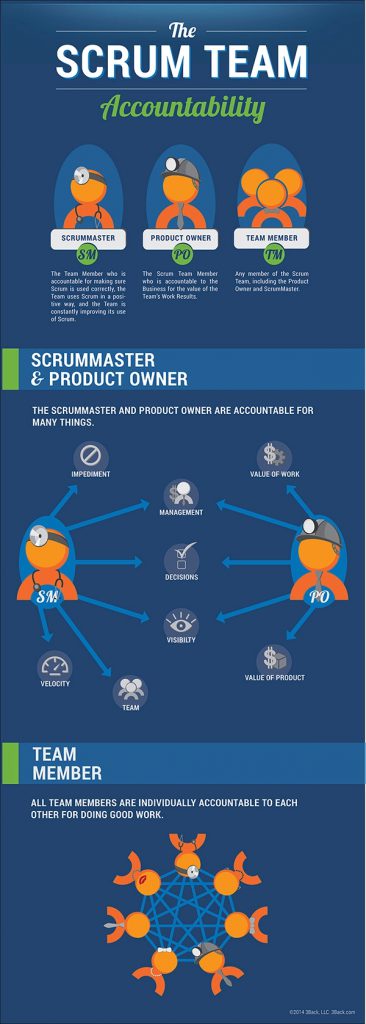 The
SCRUM TEAM
Accountability
SCRUMMASTER
SM
The Team Member who is
accountable for making sure
Scrum is used correctly, the
Team uses Scrum in a posi-
tive way, and the Team is
constantly improving its use
of Scrum.
PRODUCT OWNER
PO
The Scrum Team Member
who is accountable to the
Business for the value of the
Team's Work Results.
TEAM MEMBER
TM
Any member of the Scrum
Team, including the Product
Owner and ScrumMaster.
SCRUMMASTER
& PRODUCT OWNER
THE SCRUMMASTER AND PRODUCT OWNER ARE ACCOUNTABLE FOR
MANY THINGS.
IMPEDIMENT
VALUE OF WORK
MANAGEMENT
DECISIONS
SM
PO
VISIBILTY
VELOCITY
TEAM
VALUE OF PRODUCT
TEAM
MEMBER
ALL TEAM MEMBERS ARE INDIVIDUALLY ACCOUNTABLE TO EACH
OTHER FOR DOING GOOD WORK.
©2014 3Back, LLC 3Back.com